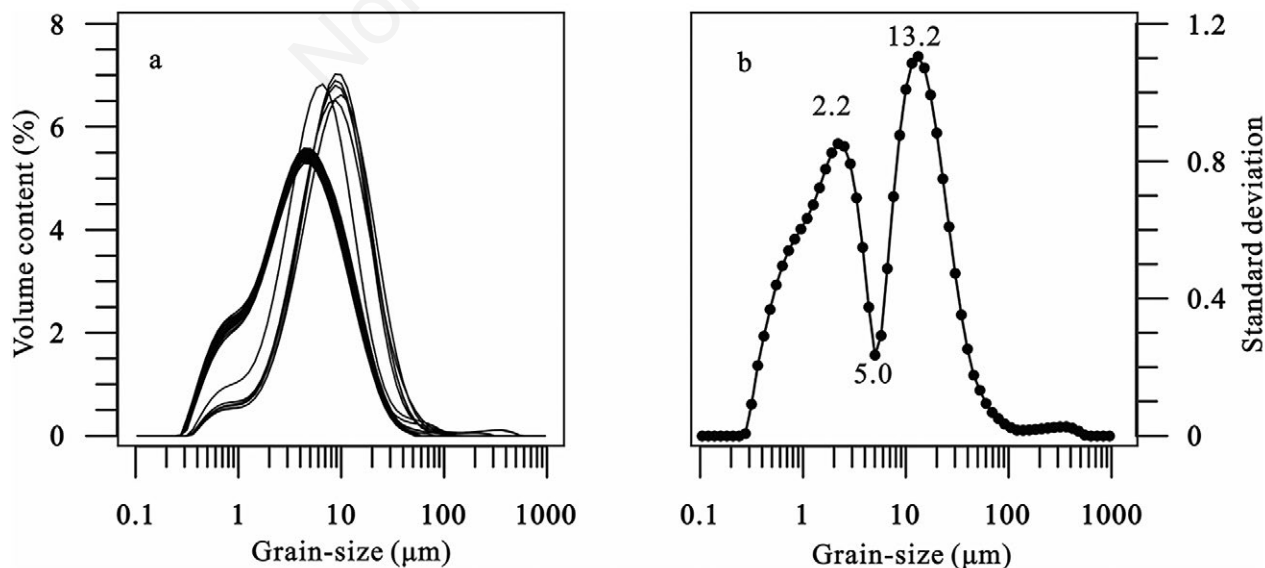 No
a
8
6
4
2
0
Volume content (%)
0.1 1 10 100 1000
Grain-size (μm)
b
13.2
2.2
5.0
1.2
0.8
0.4
0
Standard deviation
0.1 1 10 100 1000
Grain-size (μm)